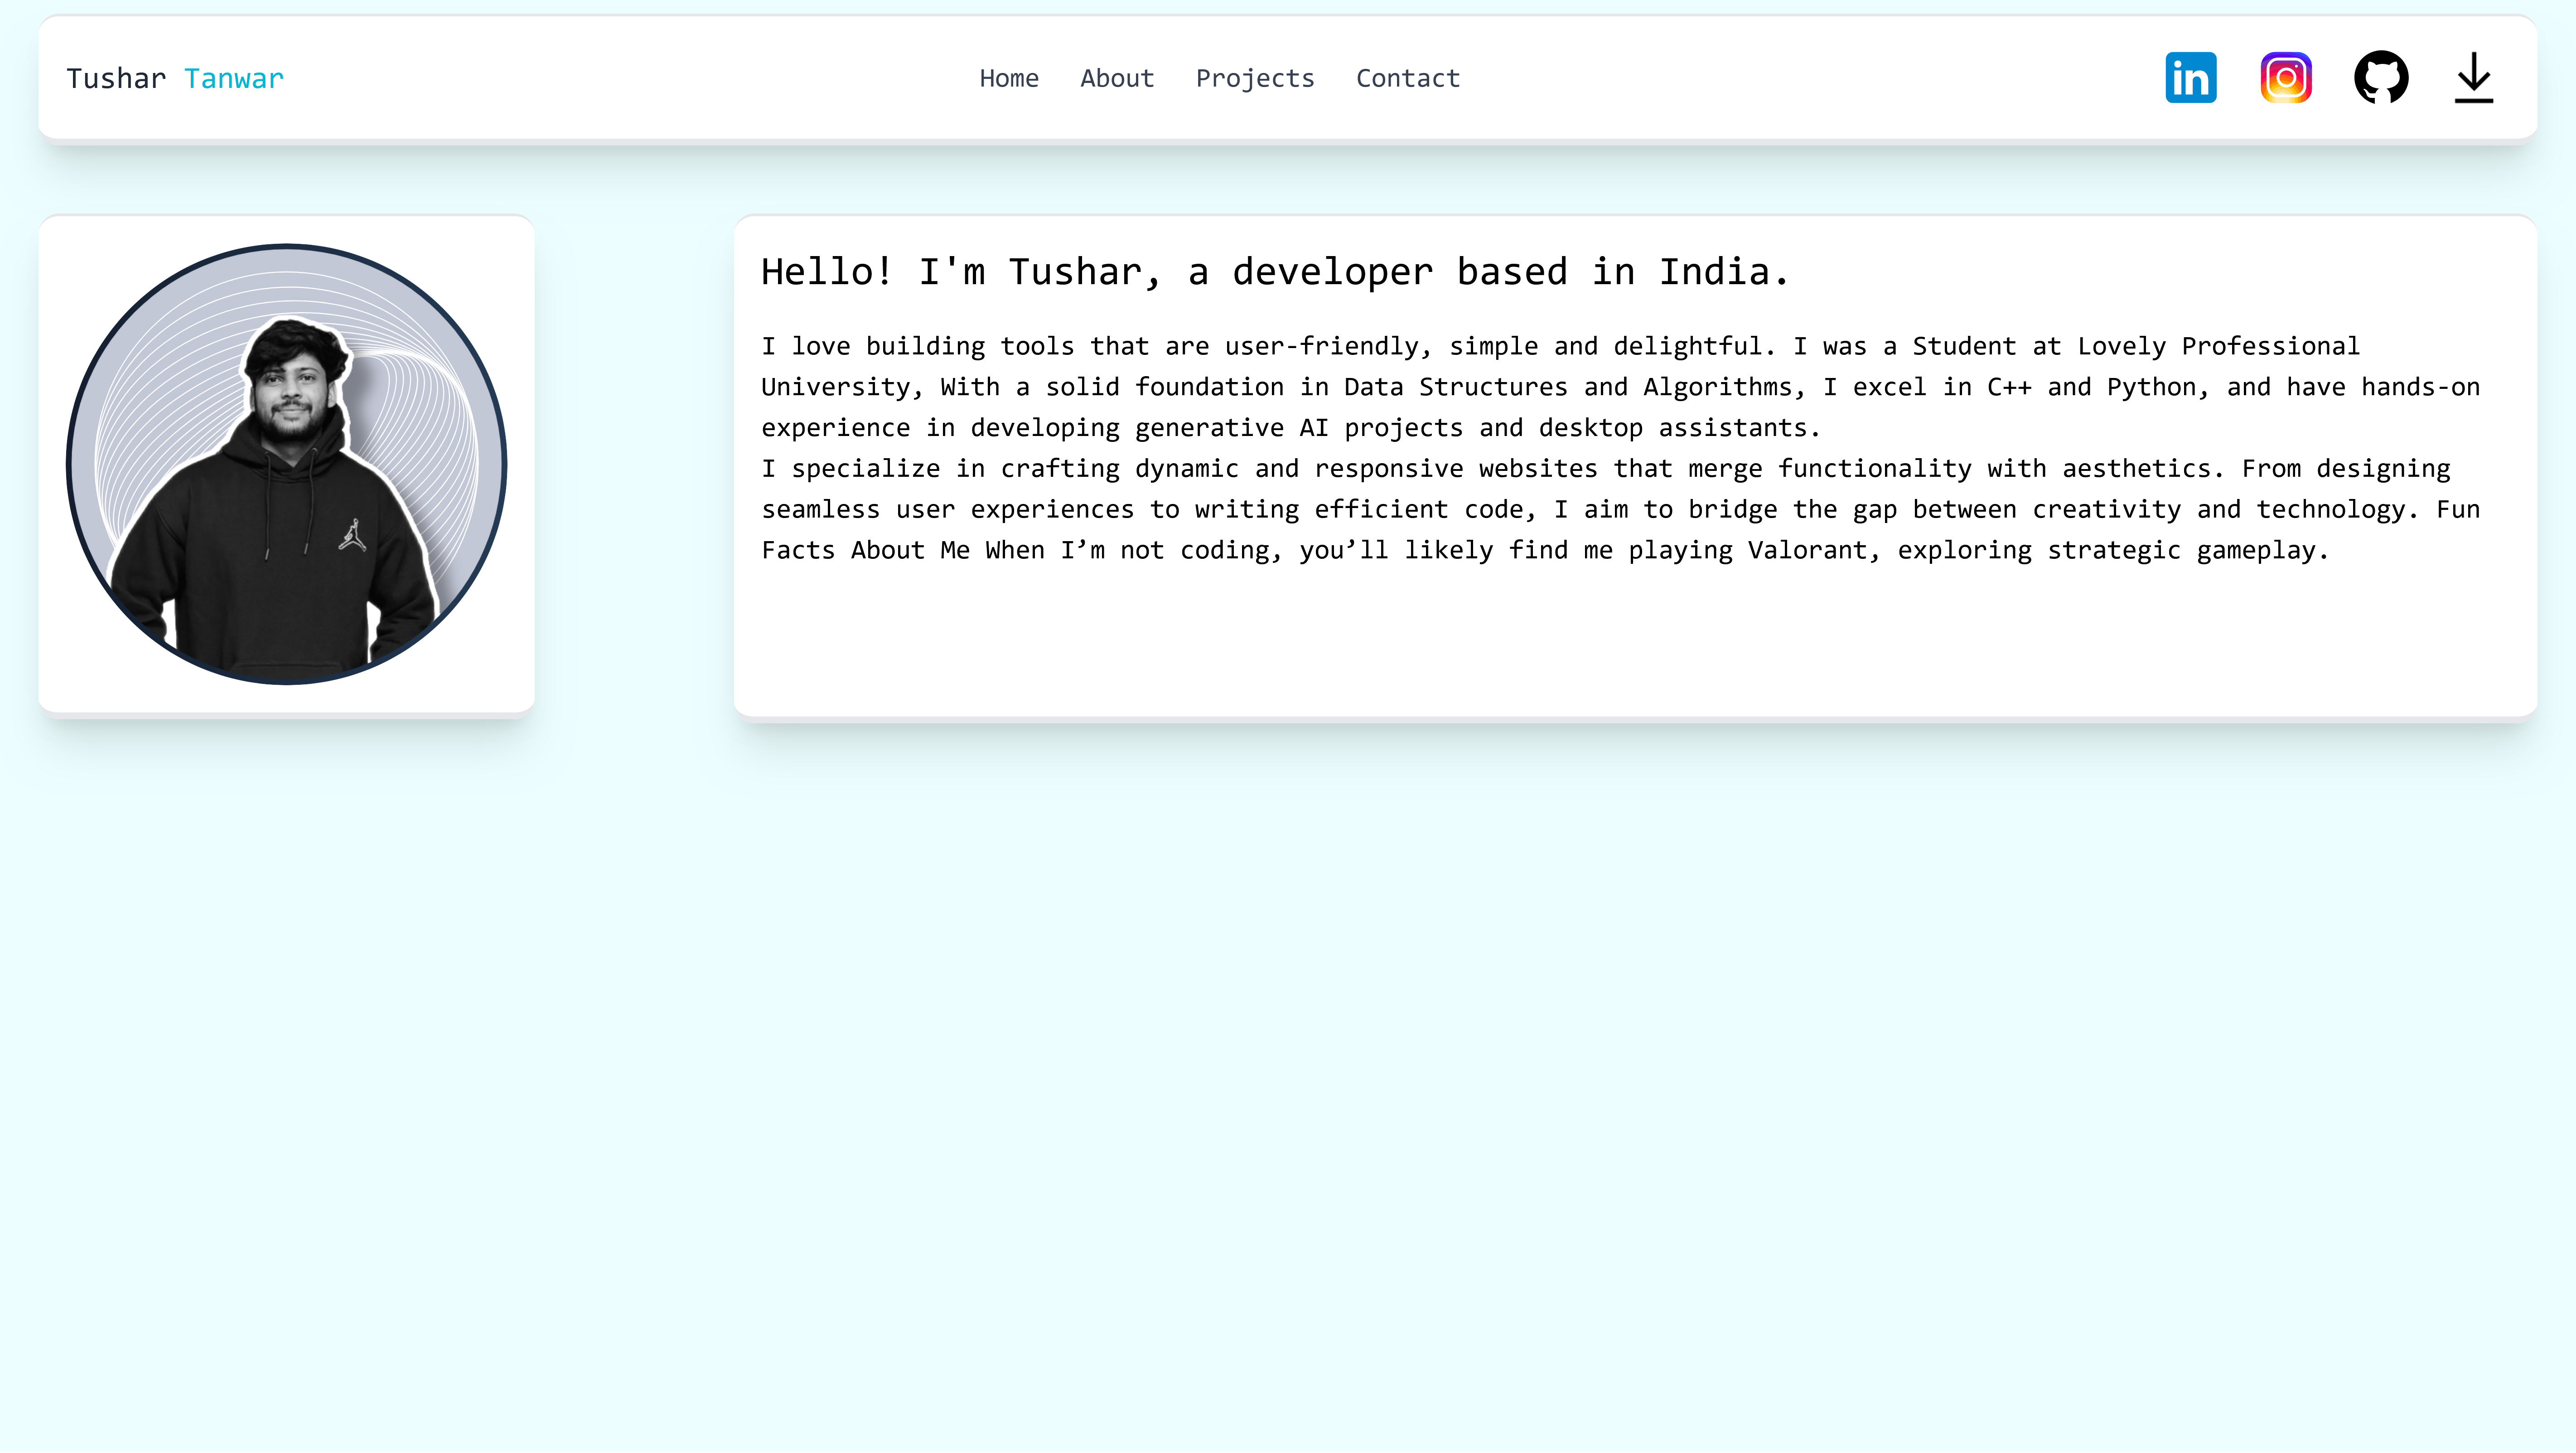 Tushar Tanwar
Home About Projects Contact
in
Hello! I'm Tushar, a developer based in India.
I love building tools that are user-friendly, simple and delightful. I was a Student at Lovely Professional
University, With a solid foundation in Data Structures and Algorithms, I excel in C++ and Python, and have hands-on
experience in developing generative AI projects and desktop assistants.
I specialize in crafting dynamic and responsive websites that merge functionality with aesthetics. From designing
seamless user experiences to writing efficient code, I aim to bridge the gap between creativity and technology. Fun
Facts About Me When I’m not coding, you’ll likely find me playing Valorant, exploring strategic gameplay.